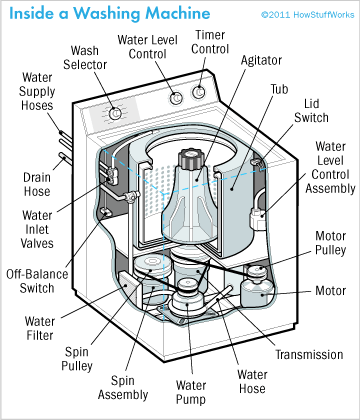 Inside a Washing Machine
©2011 HowStuffWorks
Wash
Selector
Water Level
Control
Timer
Control
Agitator
Tub
Lid
Switch
Water
Level
Control
Assembly
Motor
Pulley
Motor
Transmission
Water
Hose
Water
Pump
Spin
Assembly
Spin
Pulley
Water
Filter
Off-Balance
Switch
Water
Inlet
Valves
Drain
Hose
Water
Supply
Hoses